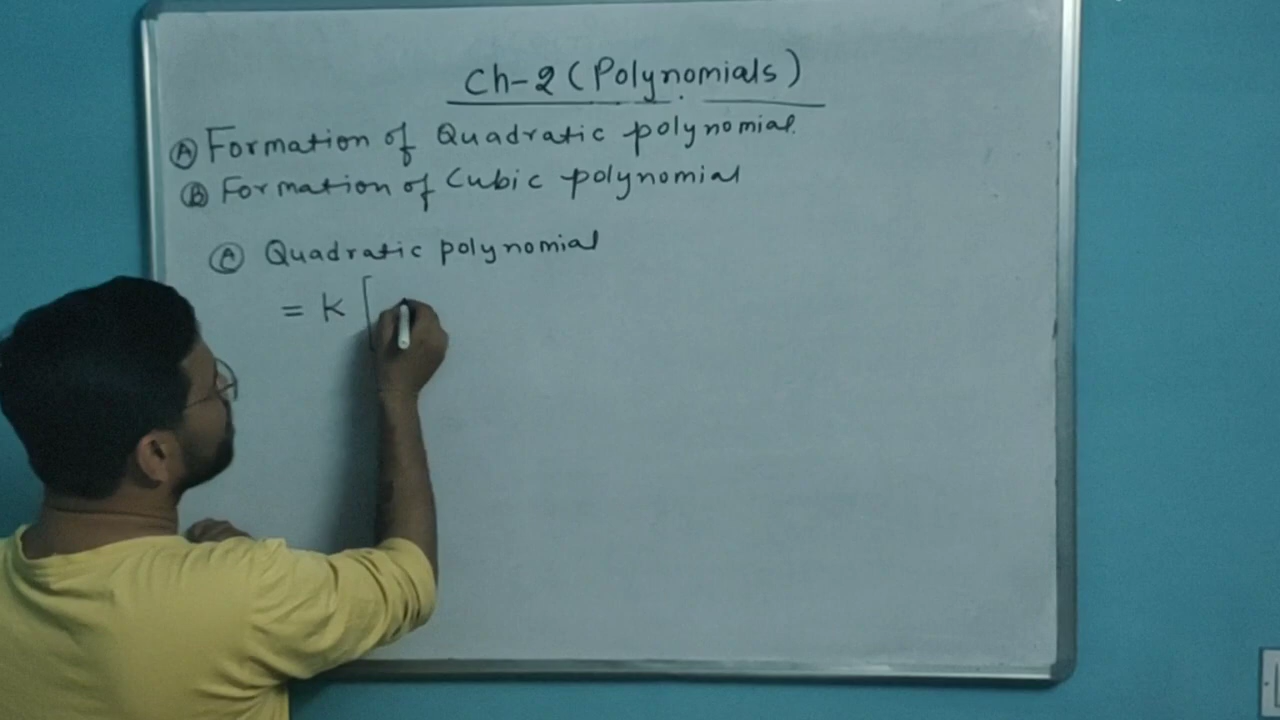 Ch-2 (Polynomials)
Ⓐ Formation of Quadratic polynomial.
Ⓑ Formation of Cubic polynomial
Ⓐ Quadratic polynomial
= K [